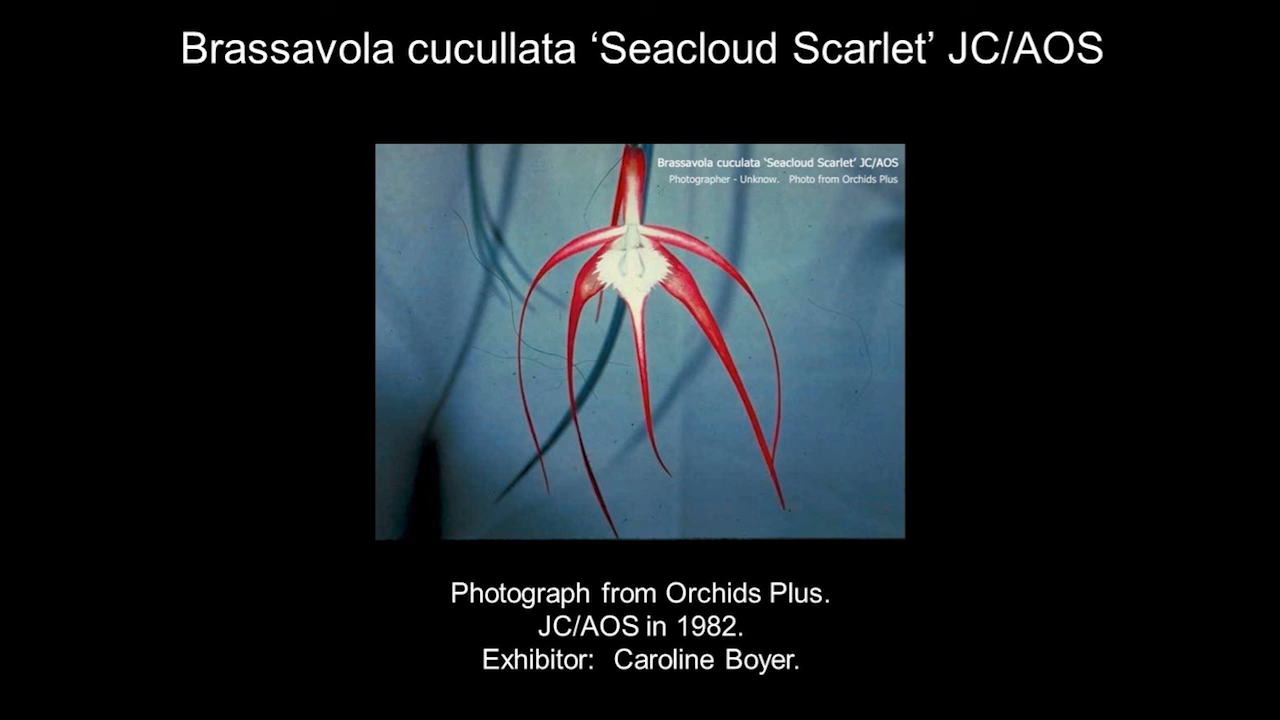 Brassavola cucullata ‘Seacloud Scarlet’ JC/AOS
Brassavola cuculata ‘Seacloud Scarlet’ JC/AOS
Photographer - Unknow. Photo from Orchids Plus
Photograph from Orchids Plus.
JC/AOS in 1982.
Exhibitor: Caroline Boyer.